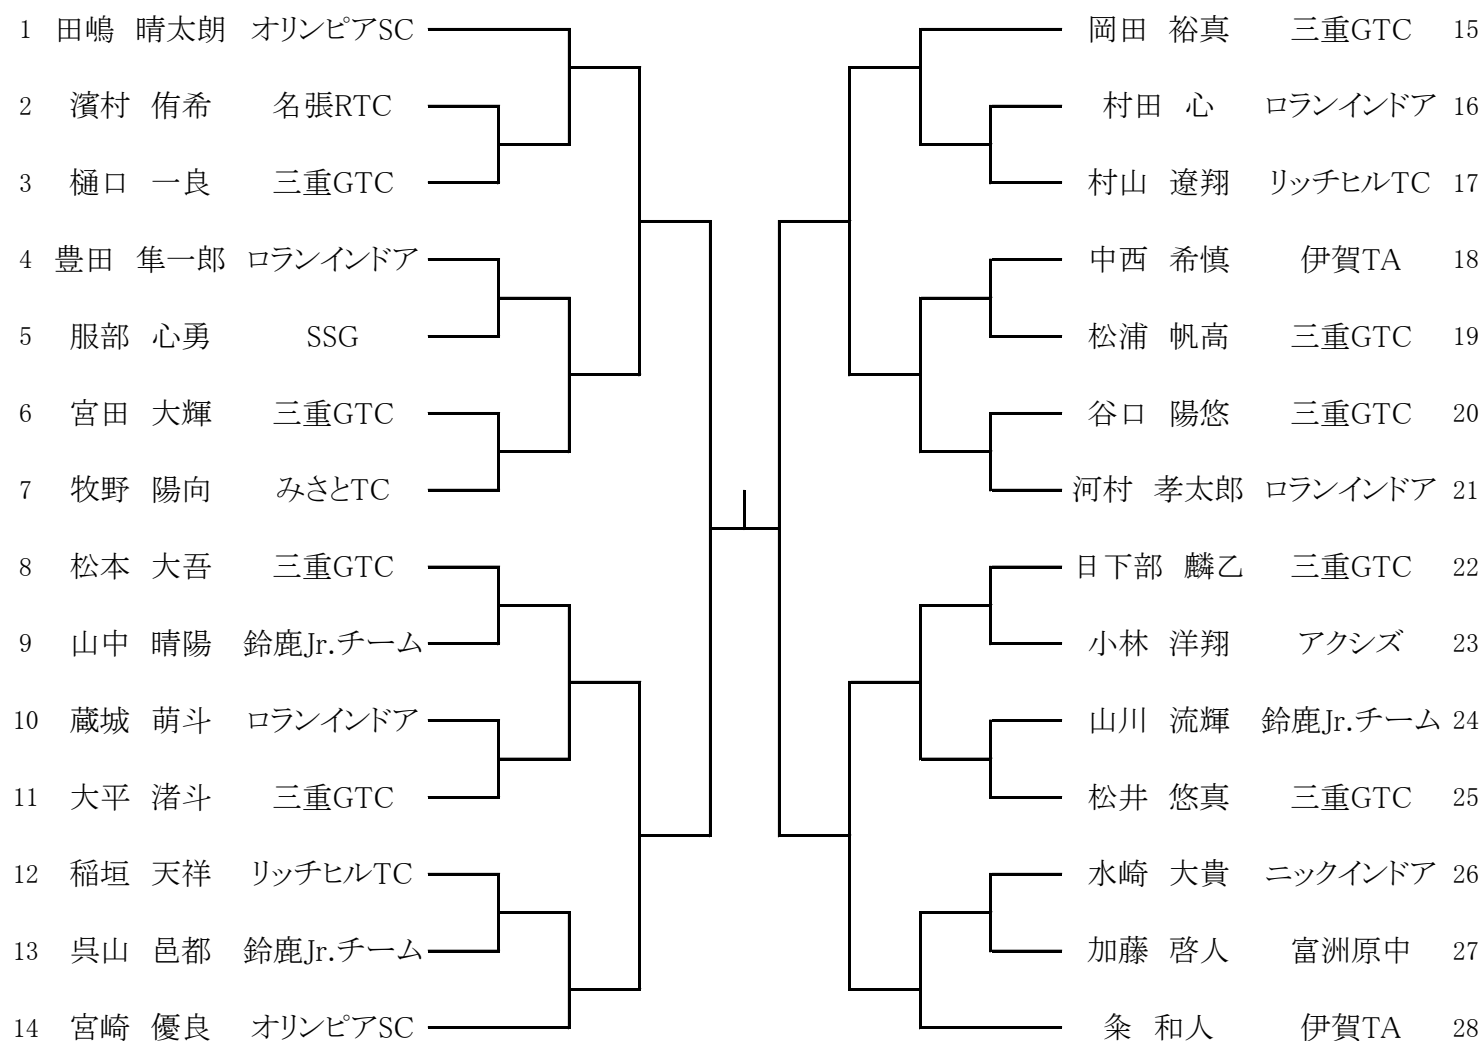 1 田嶋 晴太朗 オリンピアSC
2 濱村 侑希 名張RTC
3 樋口 一良 三重GTC
4 豊田 隼一郎 ロランインドア
5 服部 心勇 SSG
6 宮田 大輝 三重GTC
7 牧野 陽向 みさとTC
8 松本 大吾 三重GTC
9 山中 晴陽 鈴鹿Jr.チーム
10 蔵城 萌斗 ロランインドア
11 大平 渚斗 三重GTC
12 稲垣 天祥 リッチヒルTC
13 呉山 邑都 鈴鹿Jr.チーム
14 宮崎 優良 オリンピアSC
岡田 裕真 三重GTC 15
村田 心 ロランインドア 16
村山 遼翔 リッチヒルTC 17
中西 希慎 伊賀TA 18
松浦 帆高 三重GTC 19
谷口 陽悠 三重GTC 20
河村 孝太郎 ロランインドア 21
日下部 麟乙 三重GTC 22
小林 洋翔 アクシズ 23
山川 流輝 鈴鹿Jr.チーム 24
松井 悠真 三重GTC 25
水崎 大貴 ニックインドア 26
加藤 啓人 富洲原中 27
粂 和人 伊賀TA 28